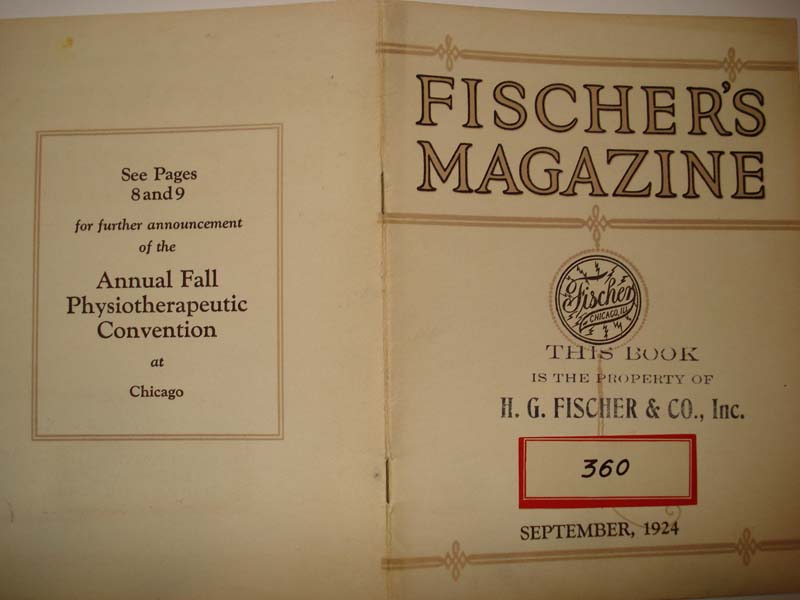 See Pages
8 and 9
for further announcement
of the
Annual Fall
Physiotherapeutic
Convention
at
Chicago
FISCHER'S
MAGAZINE
Fischer
CHICAGO, ILL.
THIS BOOK
IS THE PROPERTY OF
H. G. FISCHER & CO., Inc.
360
SEPTEMBER, 1924